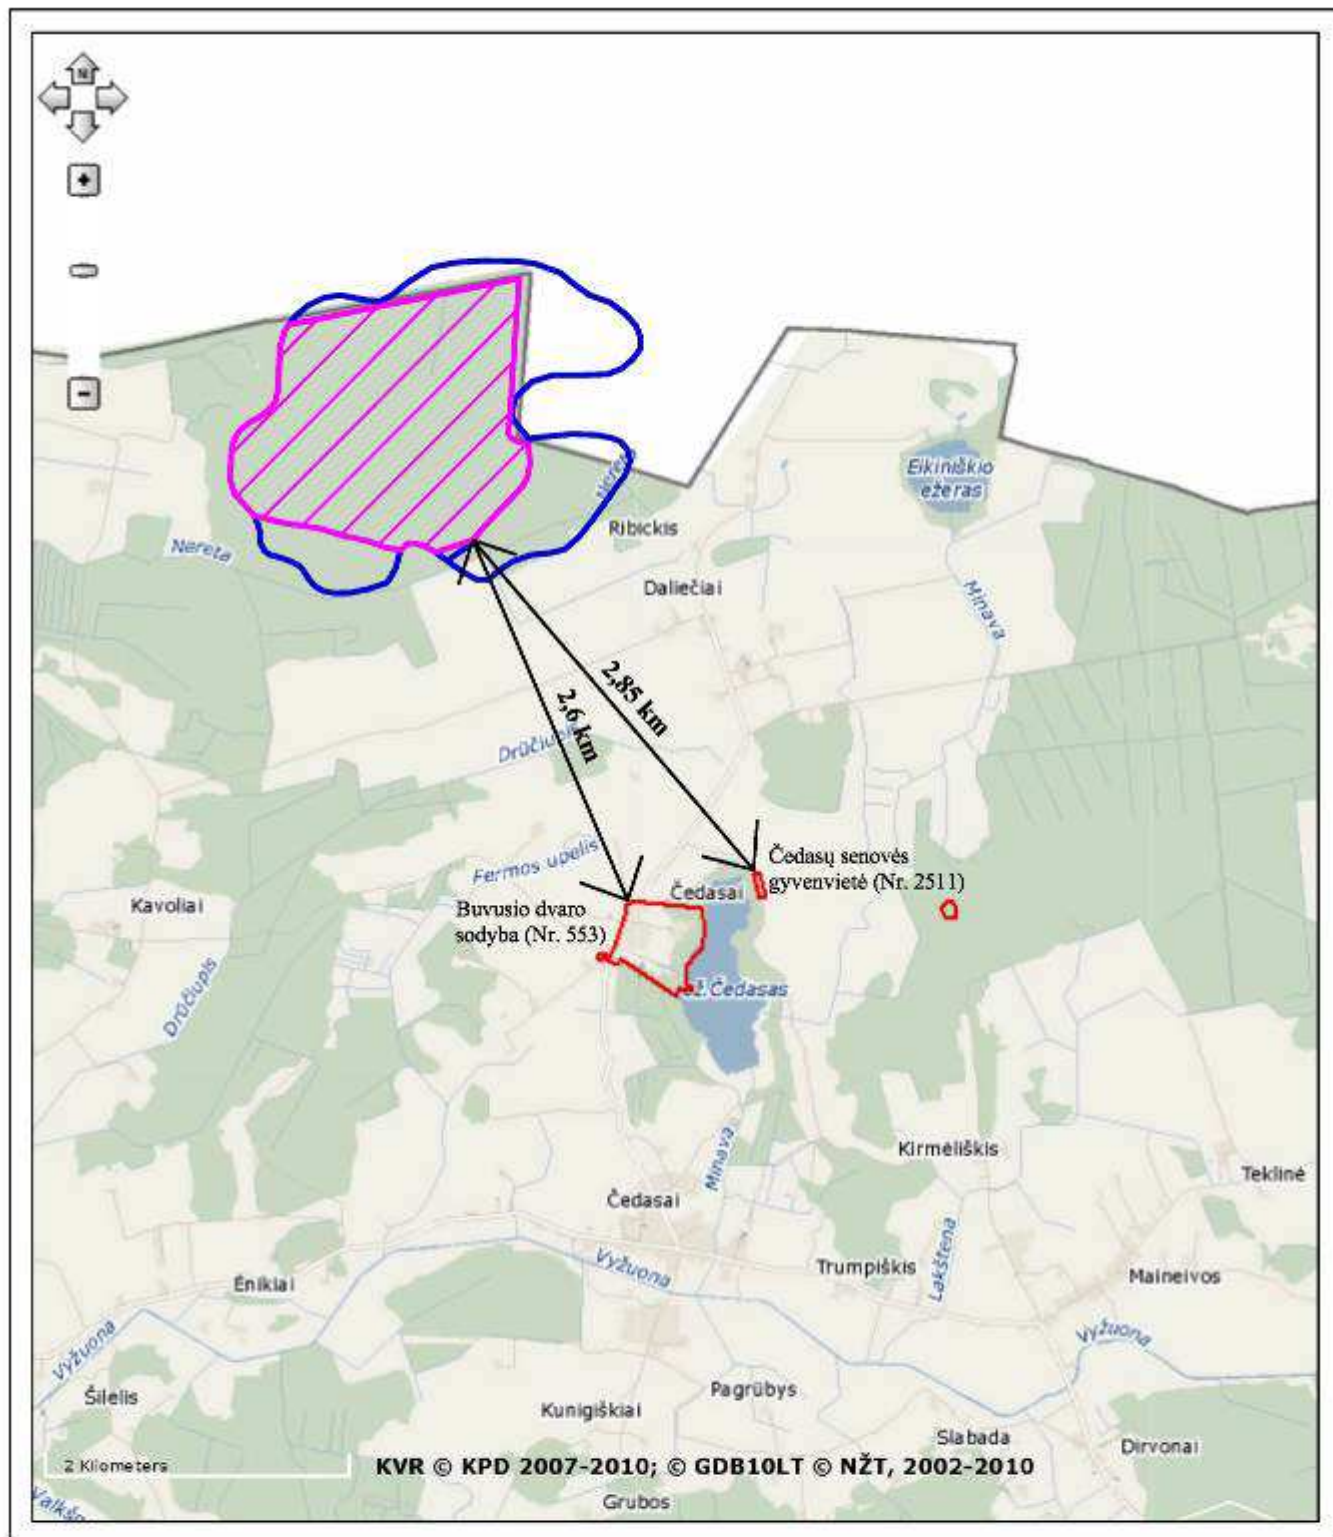 N
+
-
Nereta
Eikiniškio
ežeras
Ribickis
Nereta
Daliečiai
Minava
2,85 km
2,6 km
Drūčiupis
Fermos upelis
Čedasų senovės
gyvenvietė (Nr. 2511)
Čedasai
Kavoliai
Buvusio dvaro
sodyba (Nr. 553)
ež. Čedasas
Drūčiupis
Minava
Kirmėliškis
Teklinė
Čedasai
Lakštena
Vyžuona
Trumpiškis
Maineivos
Ėnikiai
Vyžuona
Vyžuona
Šilelis
Pagrūbys
Kunigiškiai
Slabada
Dirvonai
2 Kilometers
KVR © KPD 2007-2010; © GDB10LT © NŽT, 2002-2010
Grubos